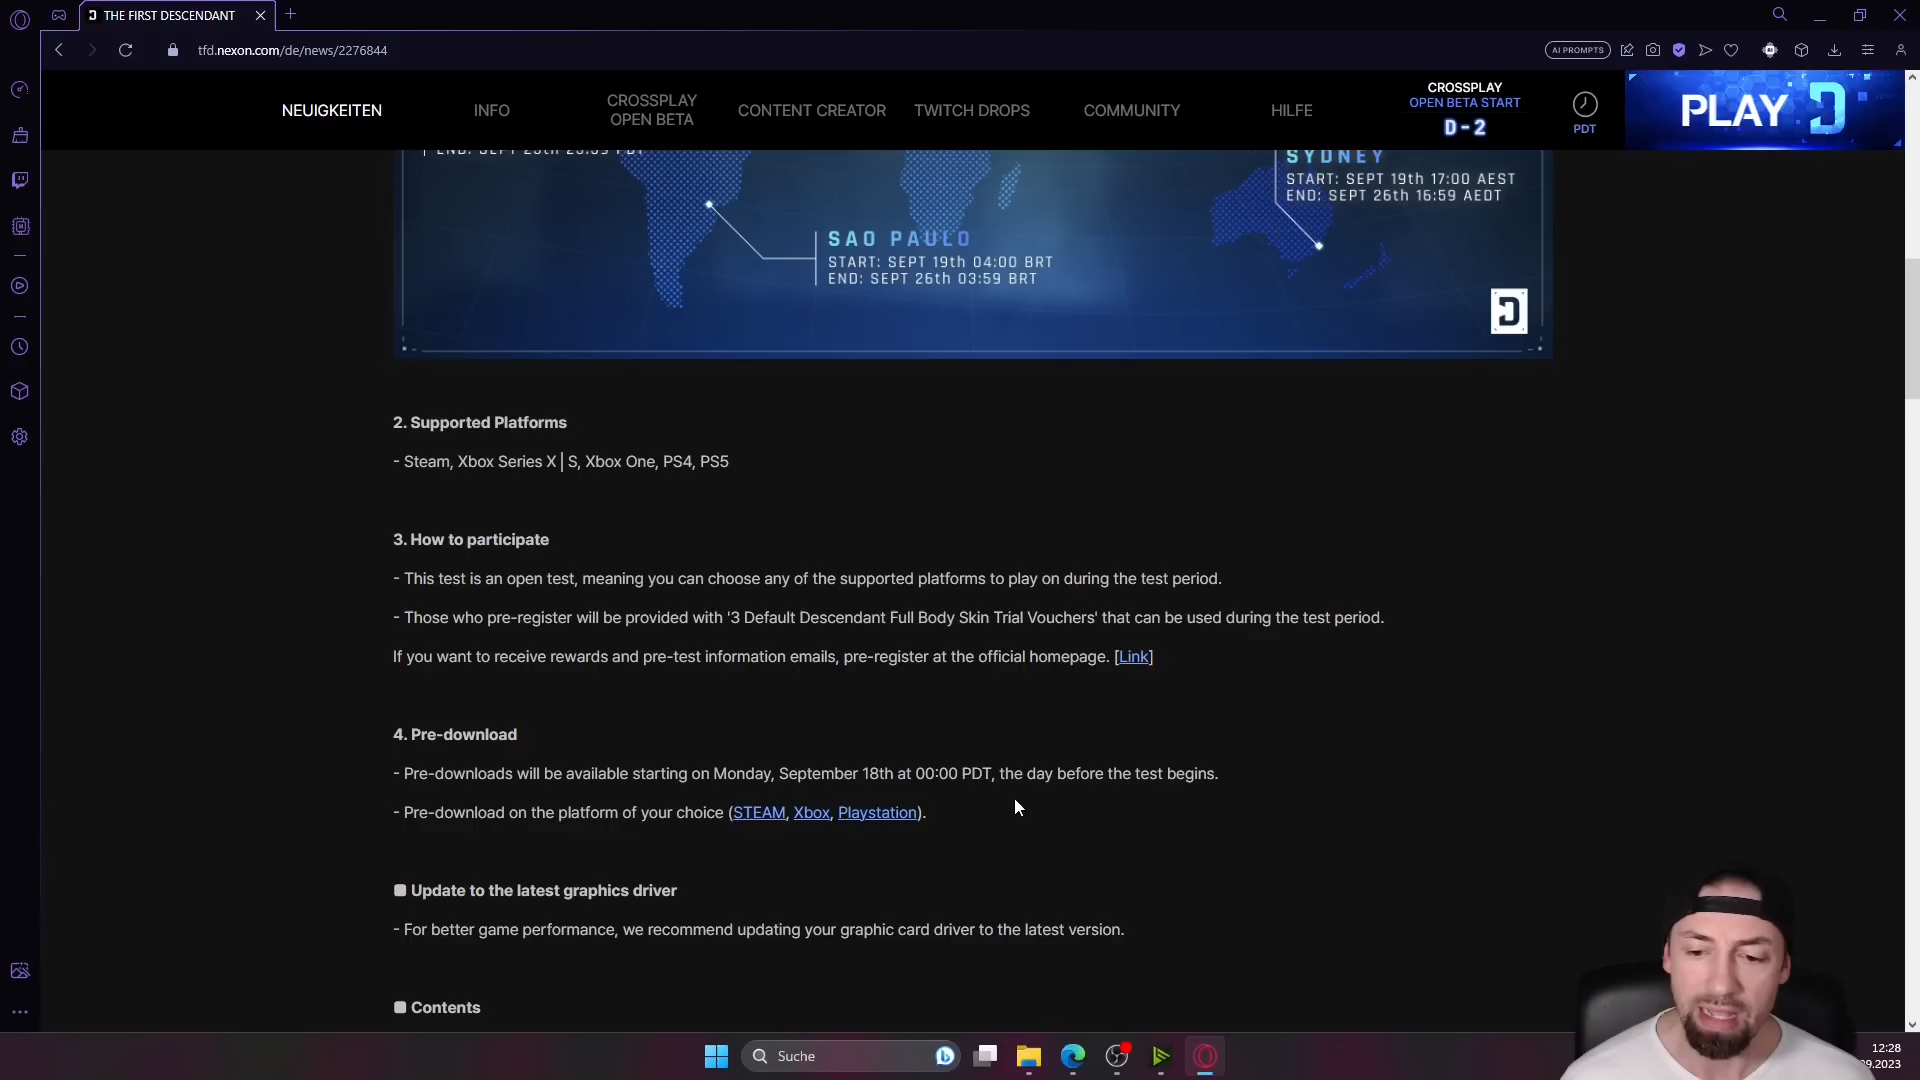 THE FIRST DESCENDANT
tfd.nexon.com/de/news/2276844
AI PROMPTS
NEUIGKEITEN
INFO
CROSSPLAY
OPEN BETA
CONTENT CREATOR
TWITCH DROPS
COMMUNITY
HILFE
CROSSPLAY
OPEN BETA START
D-2
PDT
PLAY
SYDNEY
START: SEPT 19th 17:00 AEST
END: SEPT 26th 16:59 AEDT
SAO PAULO
START: SEPT 19th 04:00 BRT
END: SEPT 26th 03:59 BRT
2. Supported Platforms
- Steam, Xbox Series X | S, Xbox One, PS4, PS5
3. How to participate
- This test is an open test, meaning you can choose any of the supported platforms to play on during the test period.
- Those who pre-register will be provided with '3 Default Descendant Full Body Skin Trial Vouchers' that can be used during the test period.
If you want to receive rewards and pre-test information emails, pre-register at the official homepage. [Link]
4. Pre-download
- Pre-downloads will be available starting on Monday, September 18th at 00:00 PDT, the day before the test begins.
- Pre-download on the platform of your choice (STEAM, Xbox, Playstation).
■ Update to the latest graphics driver
- For better game performance, we recommend updating your graphic card driver to the latest version.
■ Contents
Suche
12:28
09.2023